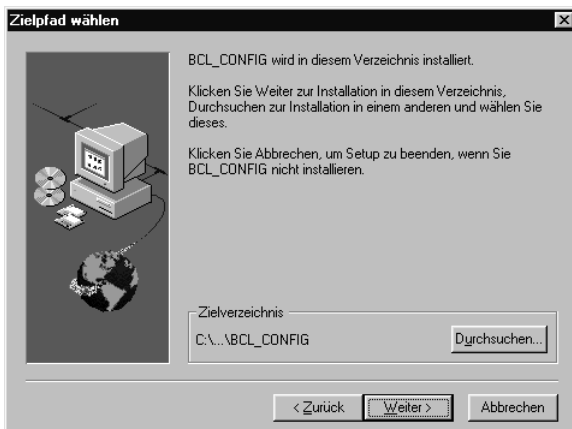 Zielpfad wählen
BCL_CONFIG wird in diesem Verzeichnis installiert.
Klicken Sie Weiter zur Installation in diesem Verzeichnis,
Durchsuchen zur Installation in einem anderen und wählen Sie
dieses.
Klicken Sie Abbrechen, um Setup zu beenden, wenn Sie
BCL_CONFIG nicht installieren.
Zielverzeichnis
C:\...\BCL_CONFIG
Durchsuchen...
< Zurück
Weiter >
Abbrechen